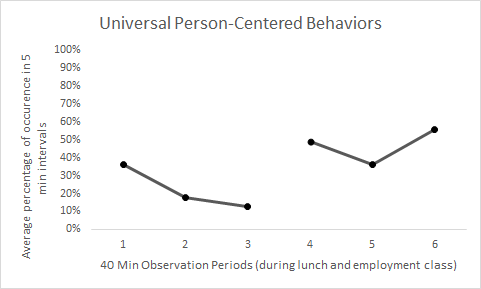 Universal Person-Centered Behaviors
Average percentage of occurence in 5
min intervals
100%
90%
80%
70%
60%
50%
40%
30%
20%
10%
0%
1 2 3 4 5 6
40 Min Observation Periods (during lunch and employment class)